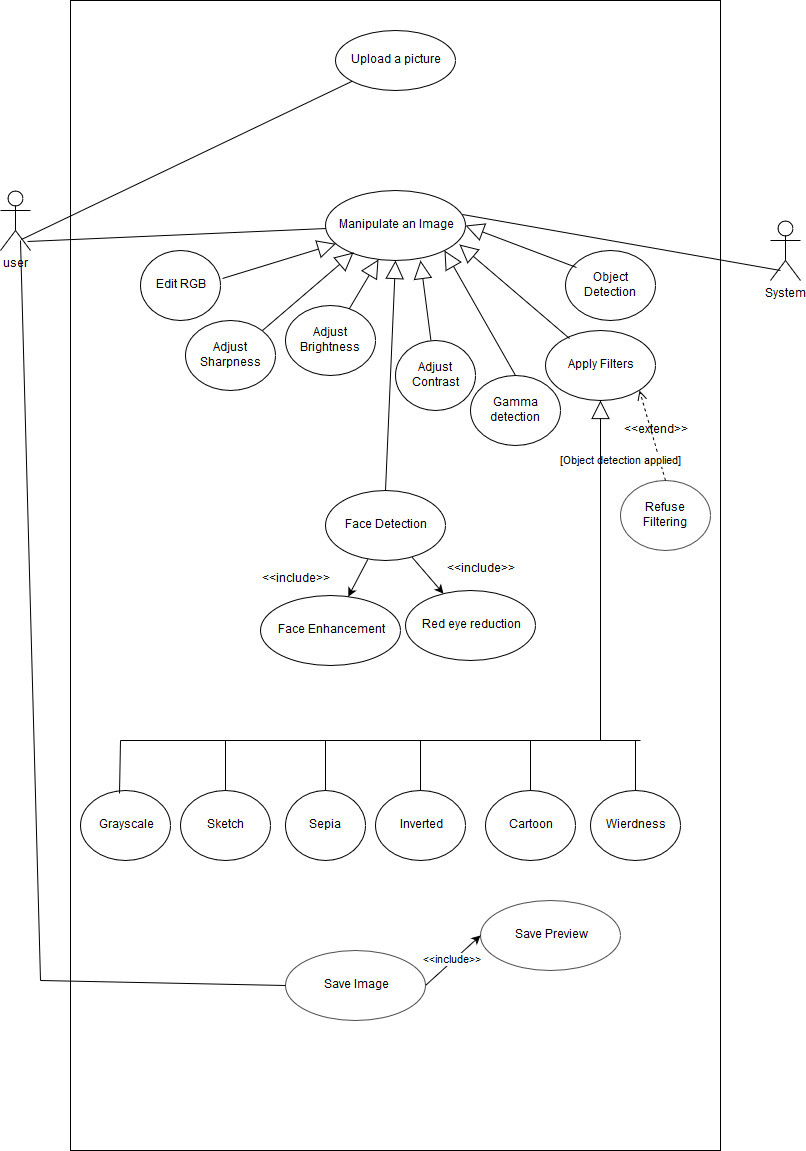 Upload a picture
Manipulate an Image
user
System
Edit RGB
Object
Detection
Adjust
Sharpness
Adjust
Brightness
Adjust
Contrast
Apply Filters
Gamma
detection
<<extend>>
[Object detection applied]
Refuse
Filtering
Face Detection
<<include>>
<<include>>
Face Enhancement
Red eye reduction
Grayscale
Sketch
Sepia
Inverted
Cartoon
Wierdness
Save Preview
<<include>>
Save Image